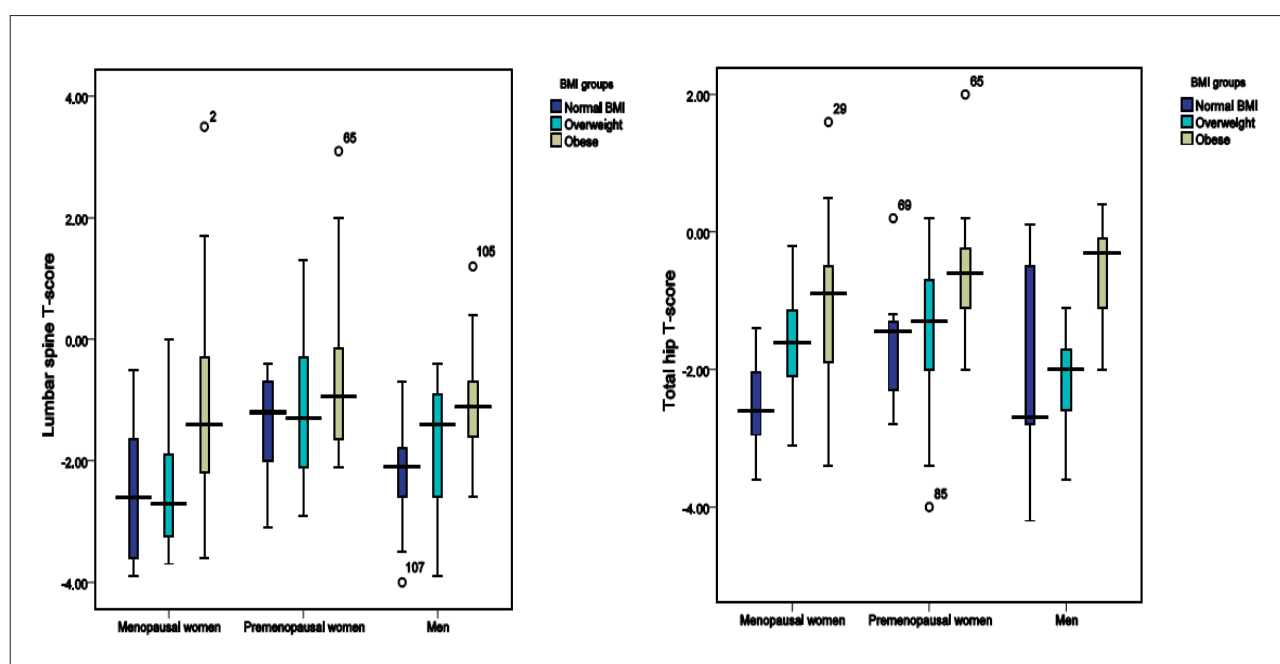 4.00
2.00
0.00
-2.00
-4.00
Lumbar spine T-score
2
65
105
107
Menopausal women
Premenopausal women
Men
BMI groups
Normal BMI
Overweight
Obese
2.00
0.00
-2.00
-4.00
Total hip T-score
29
69
65
85
Menopausal women
Premenopausal women
Men
BMI groups
Normal BMI
Overweight
Obese